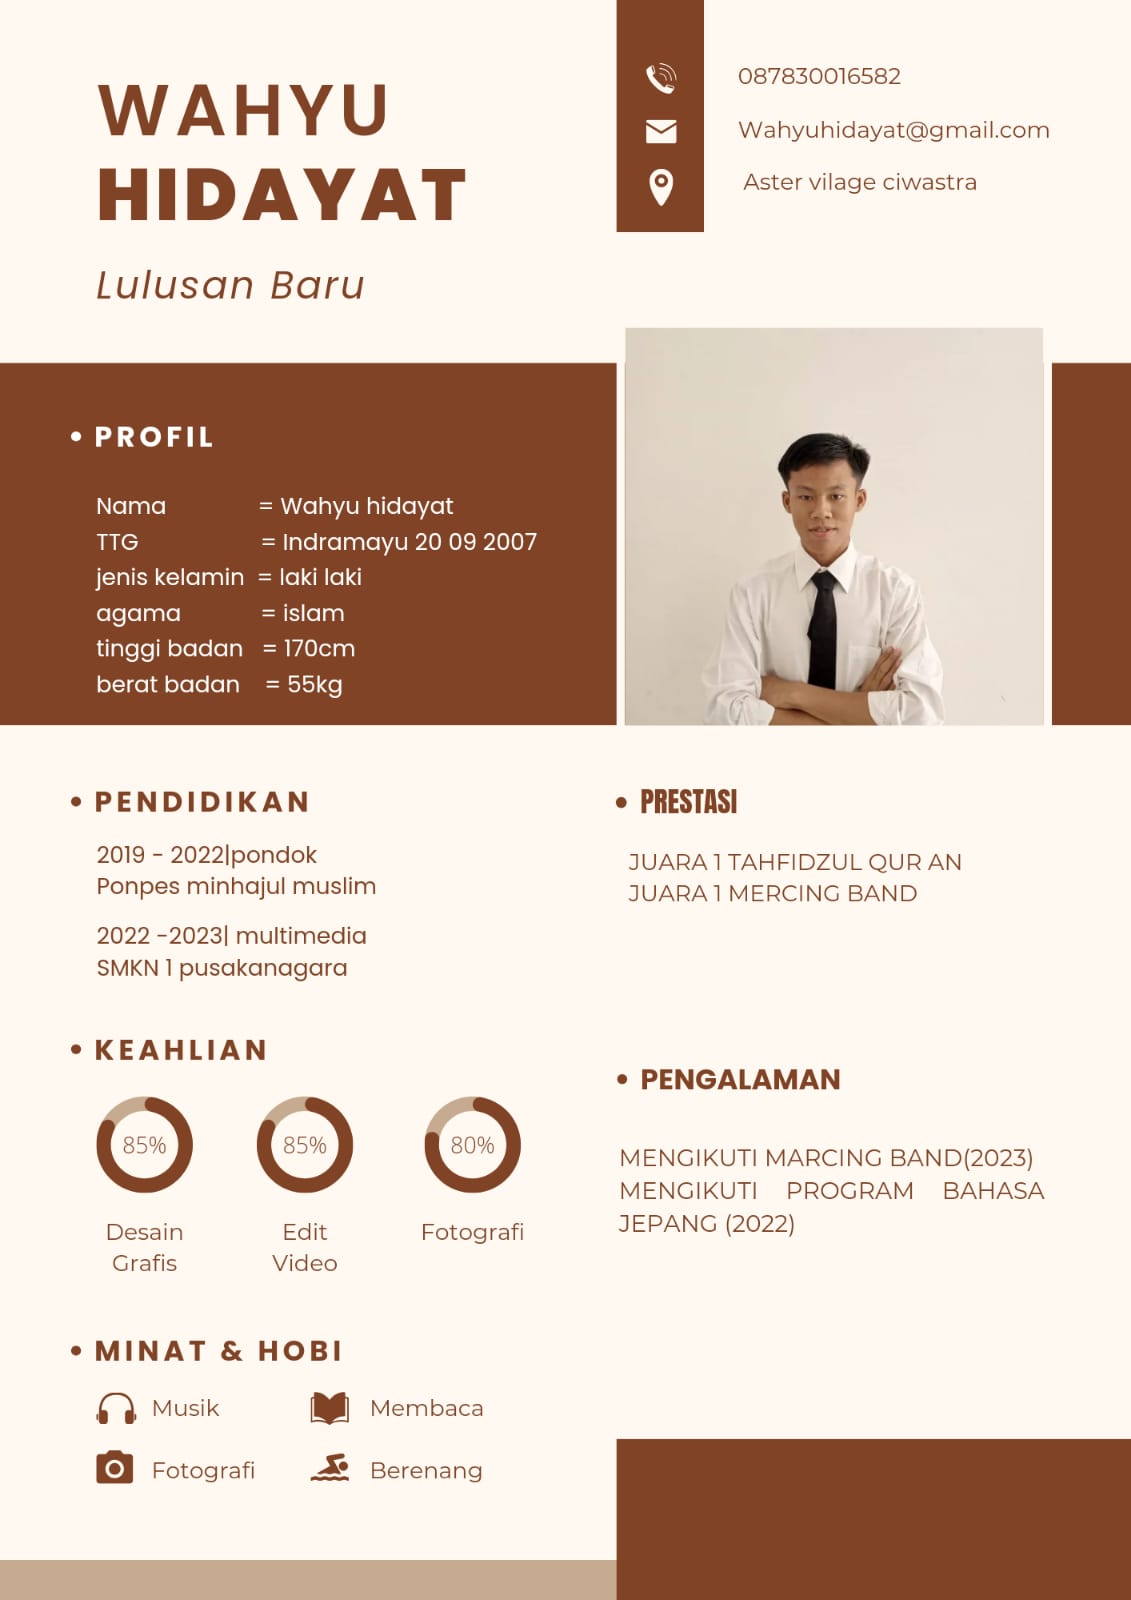 WAHYU
HIDAYAT
Lulusan Baru
087830016582
Wahyuhidayat@gmail.com
Aster vilage ciwastra
PROFIL
Nama = Wahyu hidayat
TTG = Indramayu 20 09 2007
jenis kelamin = laki laki
agama = islam
tinggi badan = 170cm
berat badan = 55kg
PENDIDIKAN
2019 - 2022|pondok
Ponpes minhajul muslim
2022 -2023| multimedia
SMKN 1 pusakanagara
KEAHLIAN
85%
85%
80%
Desain
Grafis
Edit
Video
Fotografi
MINAT & HOBI
Musik
Membaca
Fotografi
Berenang
PRESTASI
JUARA 1 TAHFIDZUL QUR AN
JUARA 1 MERCING BAND
PENGALAMAN
MENGIKUTI MARCING BAND(2023)
MENGIKUTI PROGRAM BAHASA
JEPANG (2022)